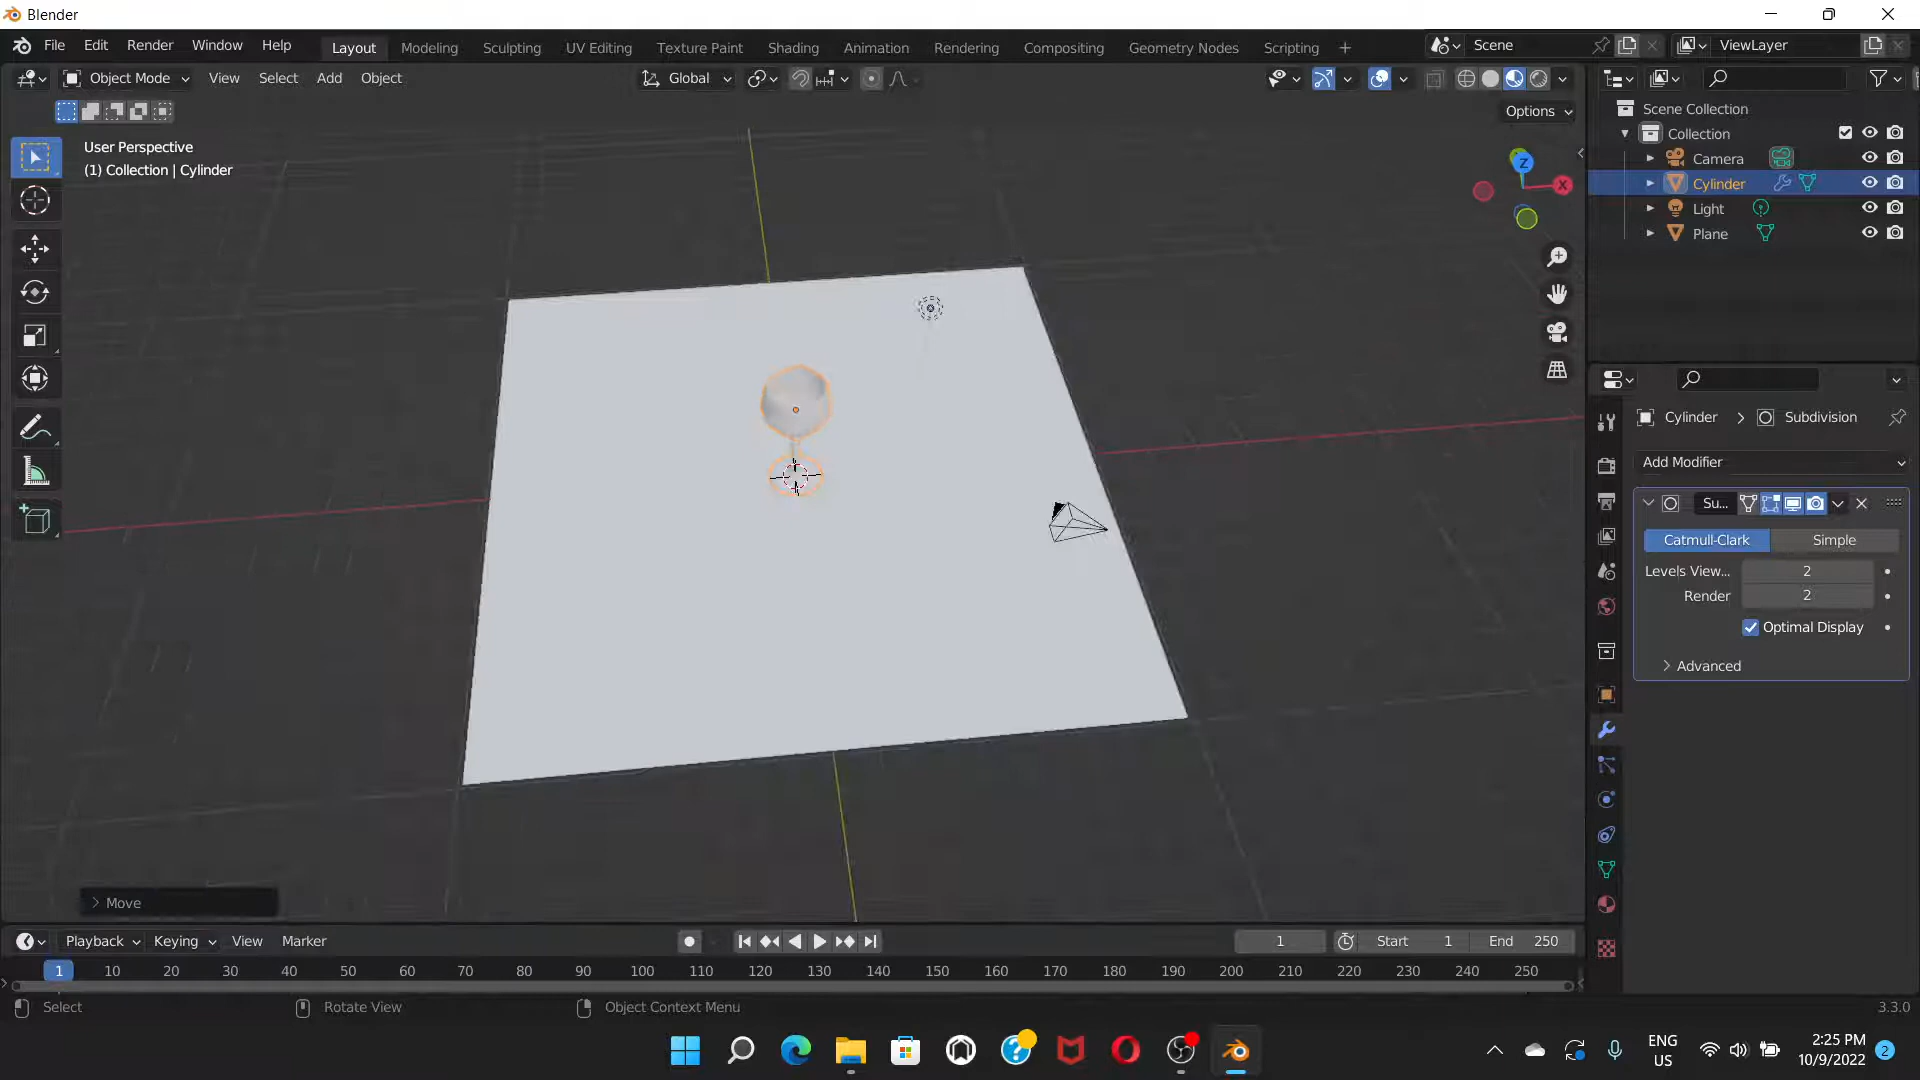 Blender
File Edit Render Window Help Layout Modeling Sculpting UV Editing Texture Paint Shading Animation Rendering Compositing Geometry Nodes Scripting + Scene ViewLayer
Object Mode View Select Add Object Global
Options
User Perspective
(1) Collection | Cylinder
Z
X
Scene Collection
Collection
Camera
Cylinder
Light
Plane
Cylinder > Subdivision
Add Modifier
Su...
Catmull-Clark Simple
Levels View... 2
Render 2
Optimal Display
Advanced
Move
Playback Keying View Marker 1 Start 1 End 250
1 10 20 30 40 50 60 70 80 90 100 110 120 130 140 150 160 170 180 190 200 210 220 230 240 250
Select Rotate View Object Context Menu 3.3.0
ENG
US
2:25 PM
10/9/2022
2